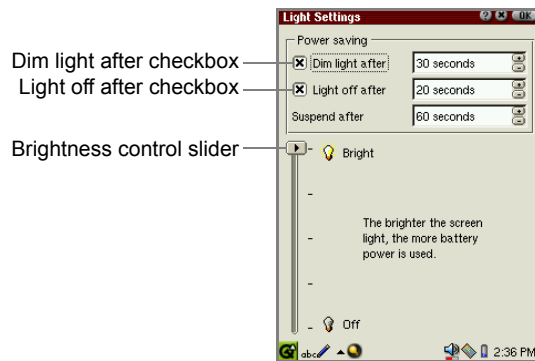 Light Settings ? × OK
Power saving
Dim light after checkbox
Dim light after 30 seconds
Light off after checkbox
Light off after 20 seconds
Suspend after 60 seconds
Brightness control slider
Bright
The brighter the screen
light, the more battery
power is used.
Off
abc 2:36 PM